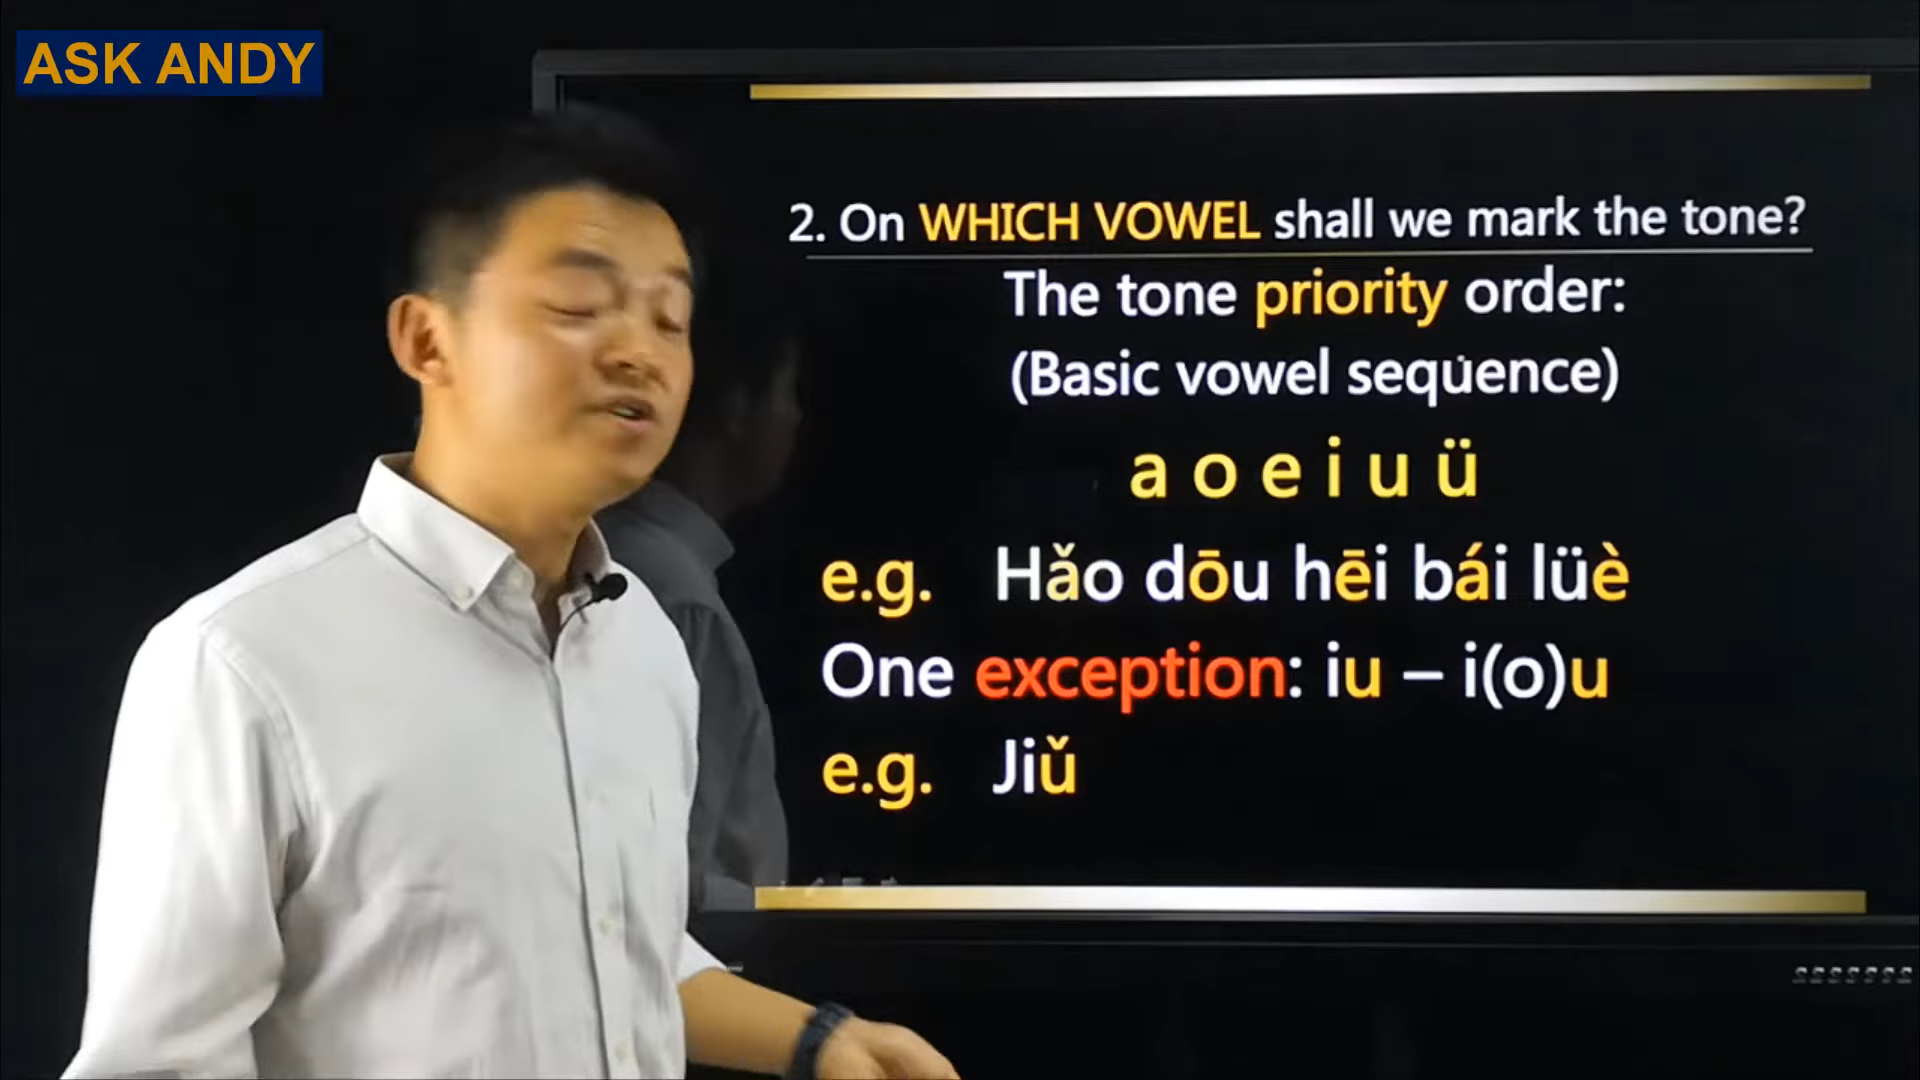 ASK ANDY
2. On WHICH VOWEL shall we mark the tone?
The tone priority order:
(Basic vowel sequence)
a o e i u ü
e.g. Hǎo dōu hēi bái lüè
One exception: iu – i(o)u
e.g. Jiǔ